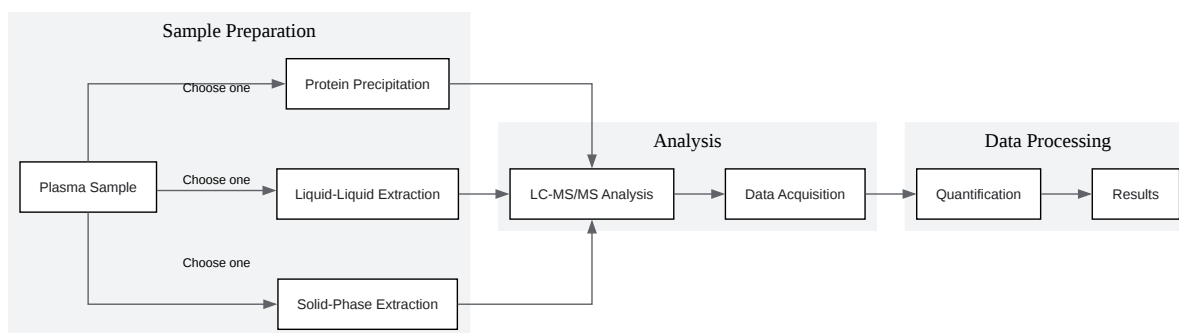 Sample Preparation
Choose one
Protein Precipitation
Plasma Sample
Choose one
Liquid-Liquid Extraction
Choose one
Solid-Phase Extraction
Analysis
LC-MS/MS Analysis
Data Acquisition
Data Processing
Quantification
Results